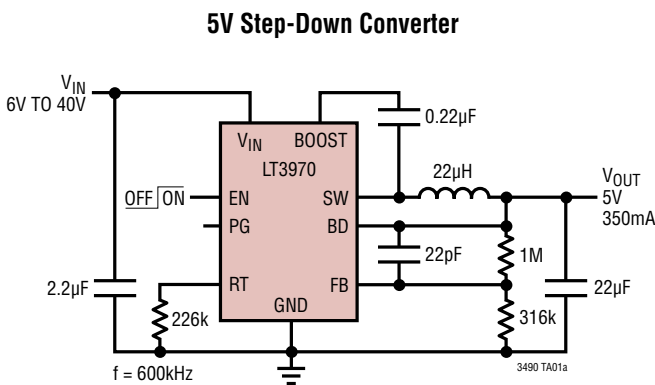 5V Step-Down Converter
VIN
6V TO 40V
VIN
BOOST
0.22µF
LT3970
22µH
VOUT
5V
350mA
OFF ON
EN
SW
PG
BD
22pF
1M
2.2µF
RT
FB
22µF
GND
226k
316k
f = 600kHz
3490 TA01a